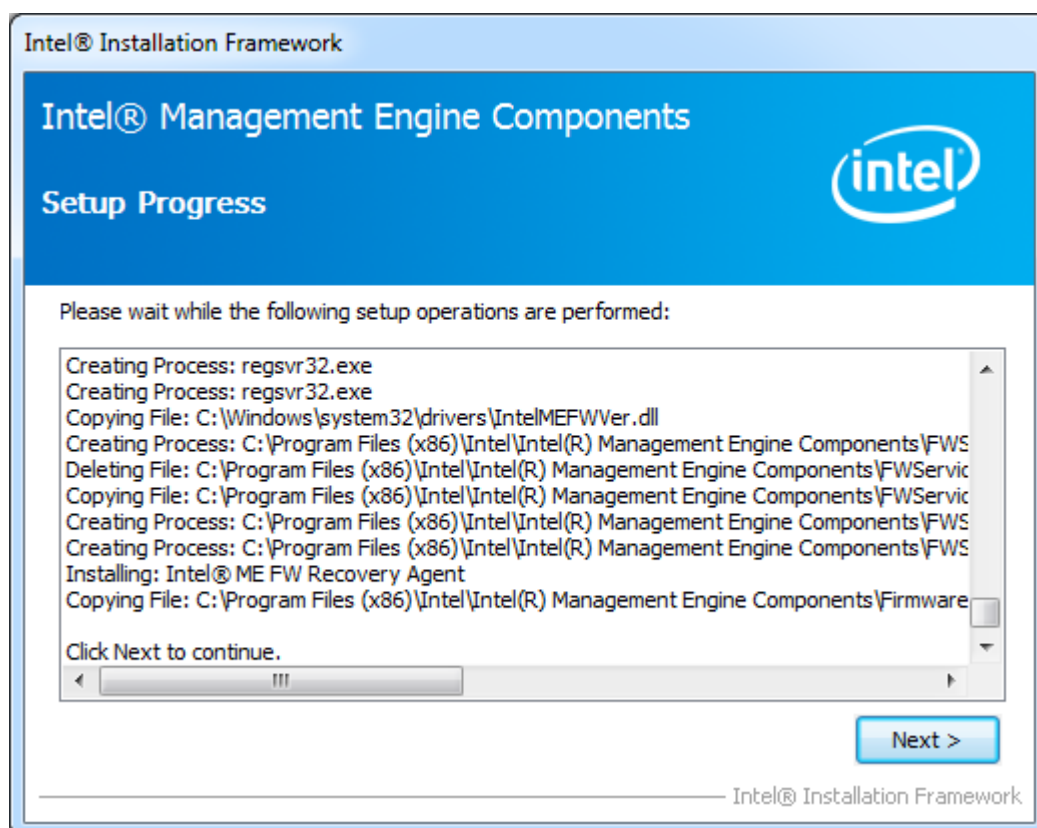 Intel® Installation Framework
Intel® Management Engine Components
Setup Progress
intel
Please wait while the following setup operations are performed:
Creating Process: regsvr32.exe
Creating Process: regsvr32.exe
Copying File: C:\Windows\system32\drivers\IntelMEFWVer.dll
Creating Process: C:\Program Files (x86)\Intel\Intel(R) Management Engine Components\FWS
Deleting File: C:\Program Files (x86)\Intel\Intel(R) Management Engine Components\FWServic
Copying File: C:\Program Files (x86)\Intel\Intel(R) Management Engine Components\FWServic
Creating Process: C:\Program Files (x86)\Intel\Intel(R) Management Engine Components\FWS
Creating Process: C:\Program Files (x86)\Intel\Intel(R) Management Engine Components\FWS
Installing: Intel® ME FW Recovery Agent
Copying File: C:\Program Files (x86)\Intel\Intel(R) Management Engine Components\Firmware
Click Next to continue.
Next >
Intel® Installation Framework